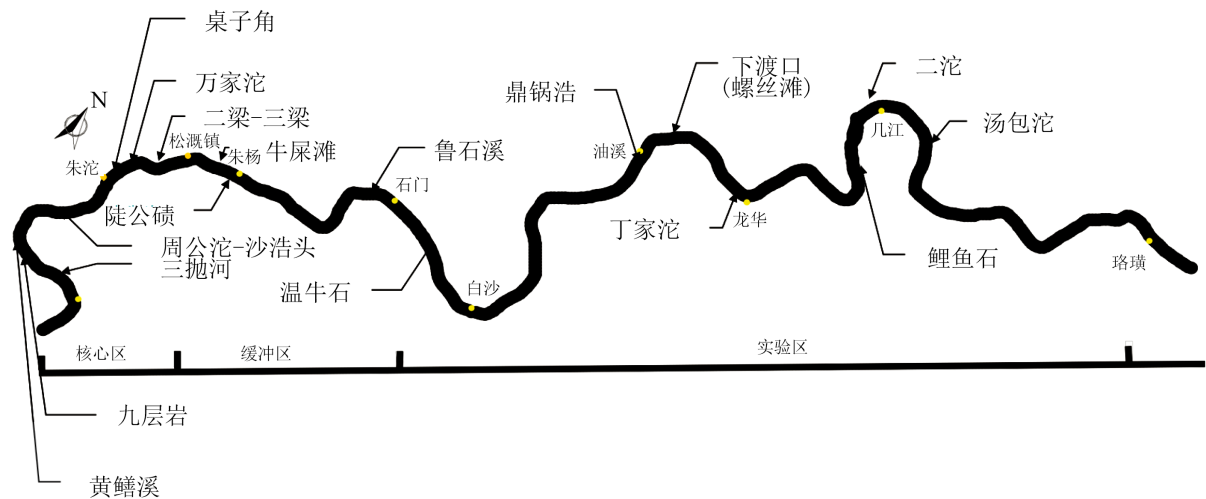 桌子角
万家沱
N
二梁-三梁
松溉镇
朱沱
朱杨
牛屎滩
陡公碛
周公沱-沙浩头
三抛河
鲁石溪
石门
温牛石
白沙
鼎锅浩
油溪
下渡口
(螺丝滩)
丁家沱
龙华
二沱
几江
汤包沱
鲤鱼石
珞璜
核心区
缓冲区
实验区
九层岩
黄鳝溪